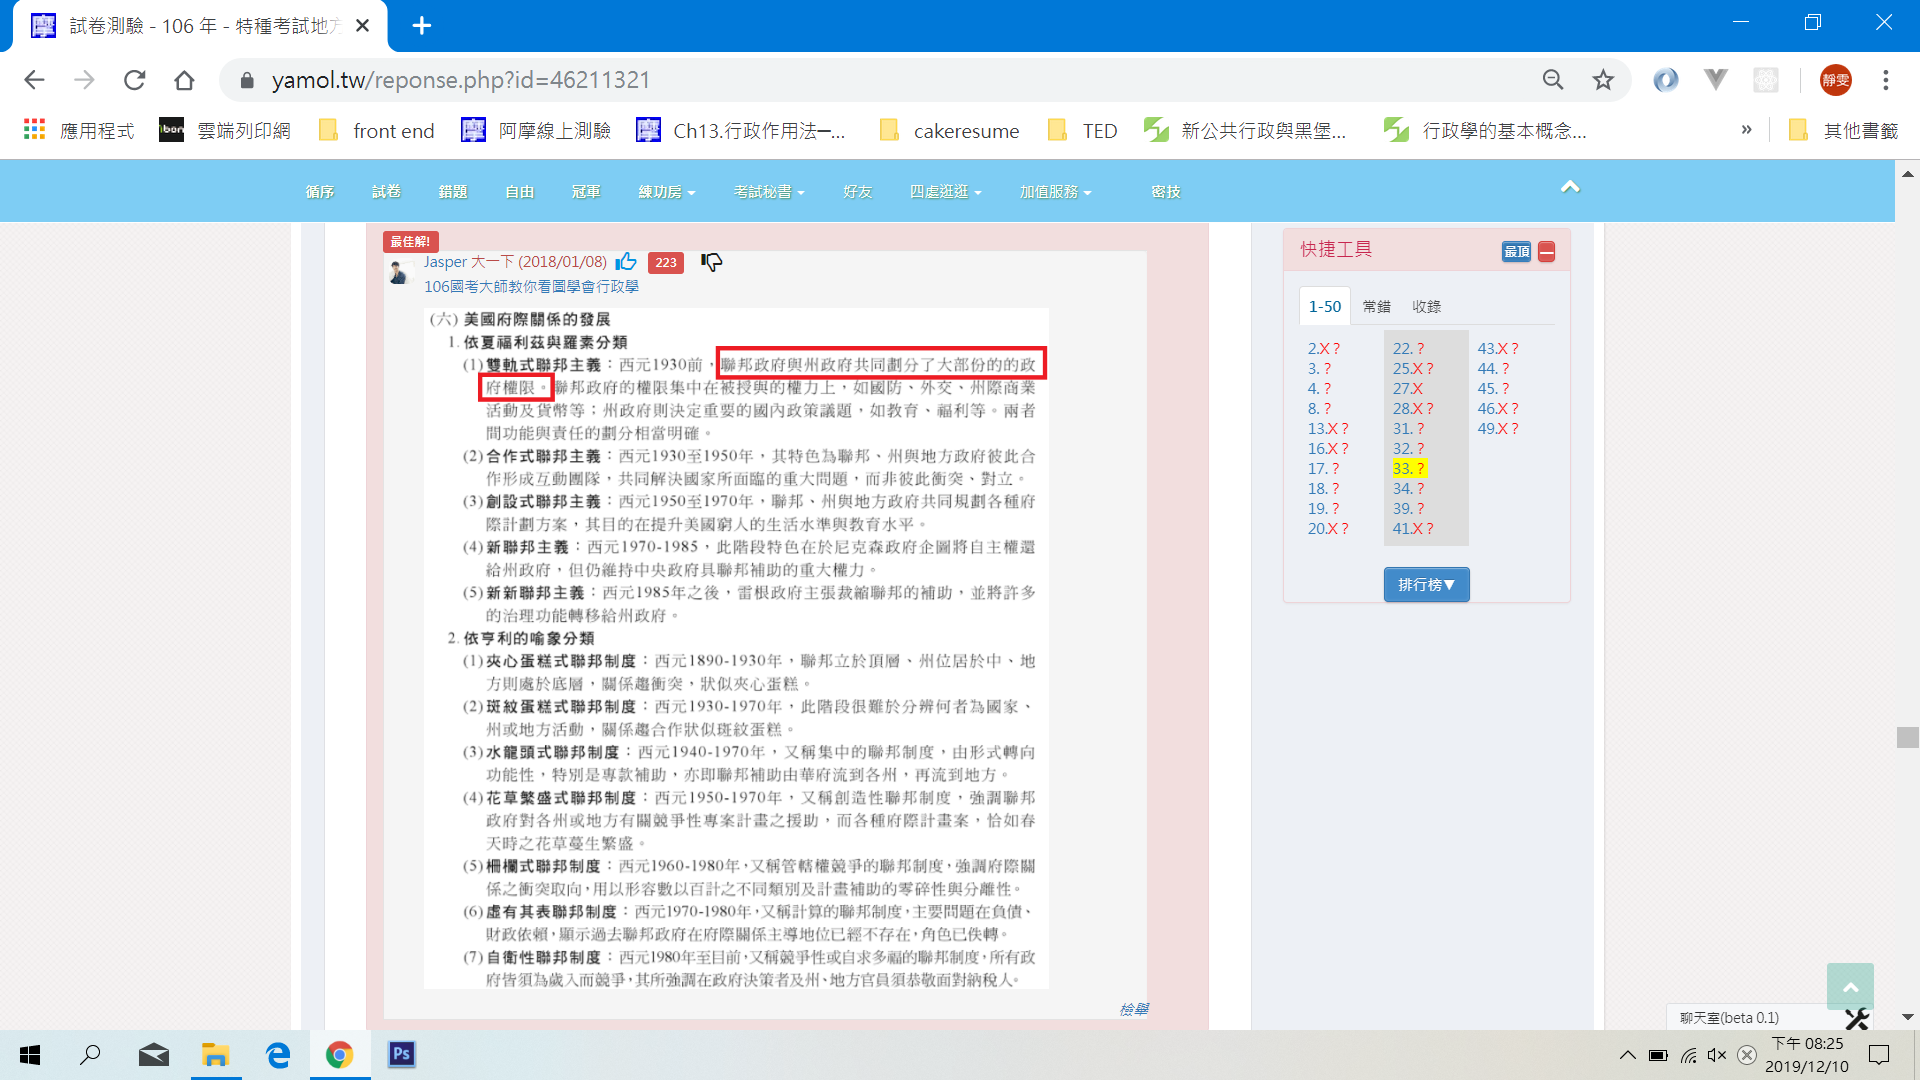 試卷測驗 - 106 年 - 特種考試地方
yamol.tw/reponse.php?id=46211321
靜雯
應用程式
ibon
雲端列印網
front end
阿摩線上測驗
Ch13.行政作用法—...
cakeresume
TED
新公共行政與黑堡...
行政學的基本概念...
»
其他書籤
循序 試卷 錯題 自由 冠軍 練功房 考試秘書 好友 四處逛逛 加值服務 密技
最佳解!
Jasper 大一下 (2018/01/08) 223
106國考大師教你看圖學會行政學
(六) 美國府際關係的發展
1. 依夏福利茲與羅素分類
(1) 雙軌式聯邦主義：西元1930前，聯邦政府與州政府共同劃分了大部份的的政
府權限。聯邦政府的權限集中在被授與的權力上，如國防、外交、州際商業
活動及貨幣等；州政府則決定重要的國內政策議題，如教育、福利等。兩者
間功能與責任的劃分相當明確。
(2) 合作式聯邦主義：西元1930至1950年，其特色為聯邦、州與地方政府彼此合
作形成互動團隊，共同解決國家所面臨的重大問題，而非彼此衝突、對立。
(3) 創設式聯邦主義：西元1950至1970年，聯邦、州與地方政府共同規劃各種府
際計劃方案，其目的在提升美國窮人的生活水準與教育水平。
(4) 新聯邦主義：西元1970-1985，此階段特色在於尼克森政府企圖將自主權還
給州政府，但仍維持中央政府具聯邦補助的重大權力。
(5) 新新聯邦主義：西元1985年之後，雷根政府主張裁縮聯邦的補助，並將許多
的治理功能轉移給州政府。
2. 依亨利的喻象分類
(1) 夾心蛋糕式聯邦制度：西元1890-1930年，聯邦立於頂層、州位居於中、地
方則處於底層，關係趨衝突，狀似夾心蛋糕。
(2) 斑紋蛋糕式聯邦制度：西元1930-1970年，此階段很難於分辨何者為國家、
州或地方活動，關係趨合作狀似斑紋蛋糕。
(3) 水龍頭式聯邦制度：西元1940-1970年，又稱集中的聯邦制度，由形式轉向
功能性，特別是專款補助，亦即聯邦補助由華府流到各州，再流到地方。
(4) 花草繁盛式聯邦制度：西元1950-1970年，又稱創造性聯邦制度，強調聯邦
政府對各州或地方有關競爭性專案計畫之援助，而各種府際計畫案，恰如春
天時之花草蔓生繁盛。
(5) 柵欄式聯邦制度：西元1960-1980年，又稱管轄權競爭的聯邦制度，強調府際關
係之衝突取向，用以形容數以百計之不同類別及計畫補助的零碎性與分離性。
(6) 虛有其表聯邦制度：西元1970-1980年，又稱計算的聯邦制度，主要問題在負債、
財政依賴，顯示過去聯邦政府在府際關係主導地位已經不存在，角色已佚轉。
(7) 自衛性聯邦制度：西元1980年至目前，又稱競爭性或自求多福的聯邦制度，所有政
府皆須為歲入而競爭，其所強調在政府決策者及州、地方官員須恭敬面對納稅人。
檢舉
快捷工具 最頂
1-50 常錯 收錄
2.X ? 22. ? 43.X ?
3. ? 25.X ? 44. ?
4. ? 27.X 45. ?
8. ? 28.X ? 46.X ?
13.X ? 31. ? 49.X ?
16.X ? 32. ?
17. ? 33. ?
18. ? 34. ?
19. ? 39. ?
20.X ? 41.X ?
排行榜▼
聊天室(beta 0.1)
Ps
下午 08:25
2019/12/10